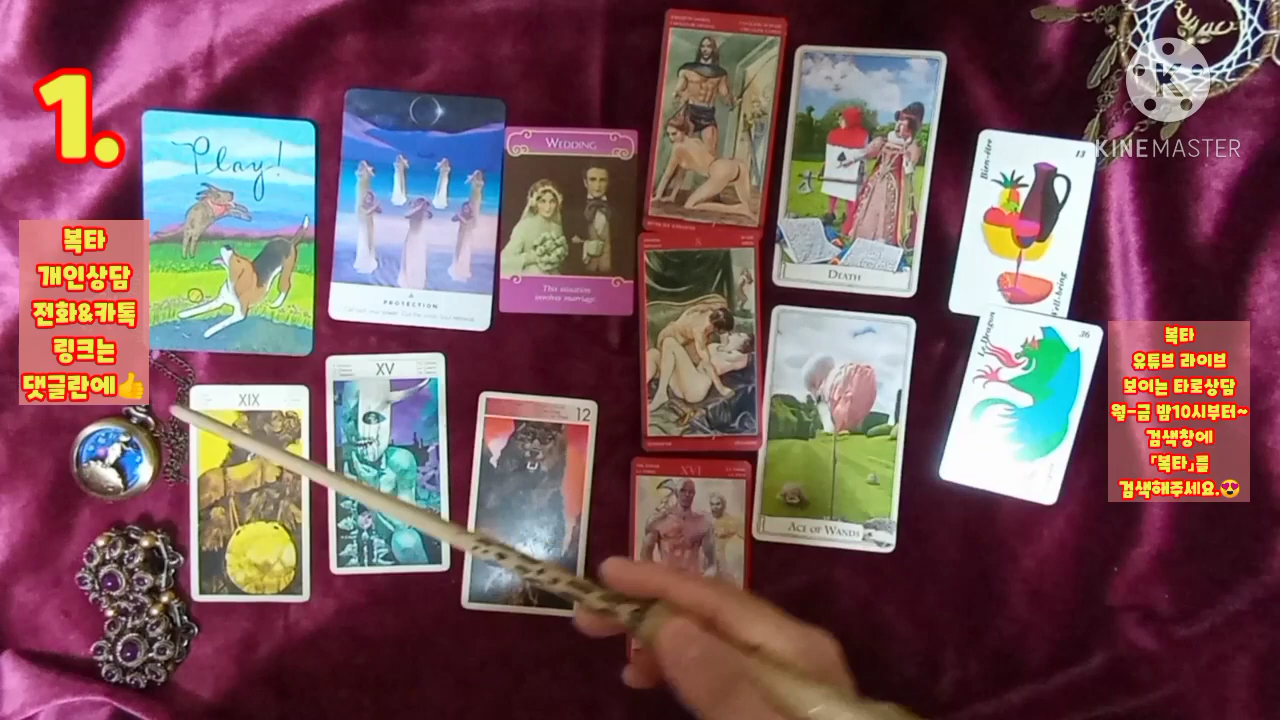 1.
복타
개인상담
전화&카톡
링크는
댓글란에👍
Play!
PROTECTION
WEDDING
This situation
involves marriage.
XIX
XV
12
X
XVI
DEATH
ACE OF WANDS
Bien-être
13
Well-being
Le Dragon
36
K
KINEMASTER
복타
유튜브 라이브
보이는 타로상담
월-금 밤10시부터~
검색창에
「복타」를
검색해주세요.😍